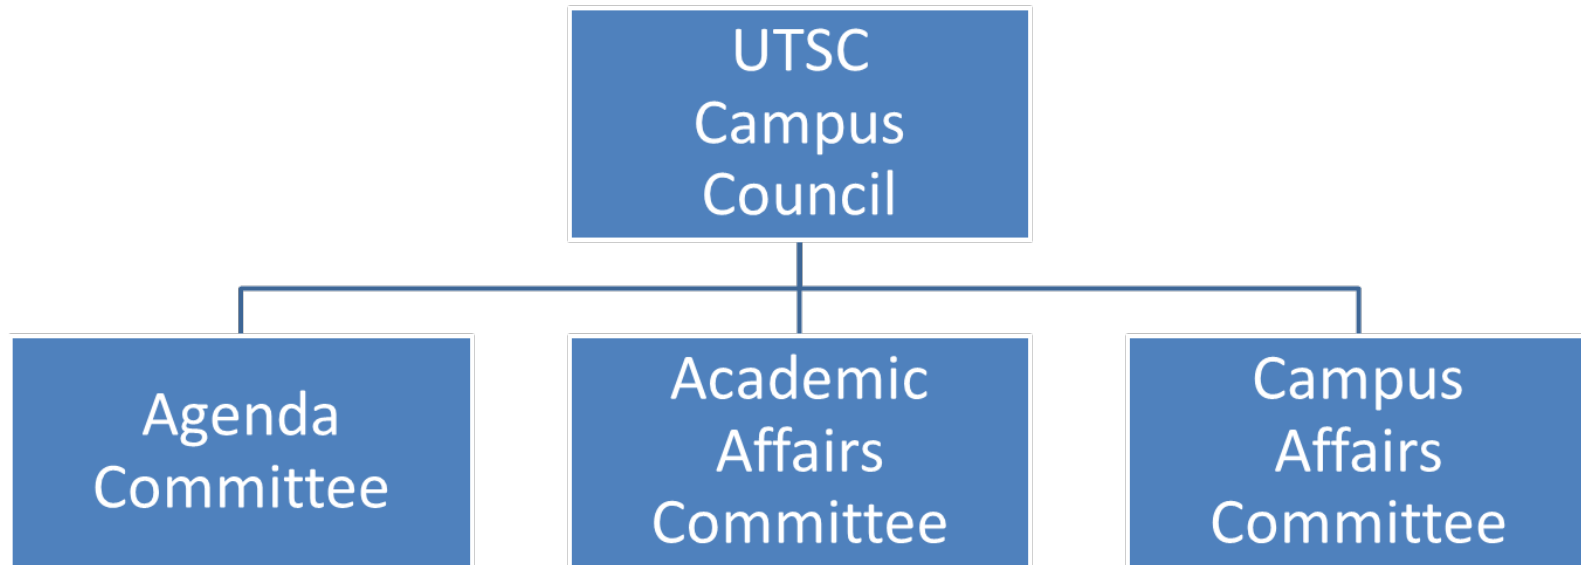 UTSC
Campus
Council
Agenda
Committee
Academic
Affairs
Committee
Campus
Affairs
Committee